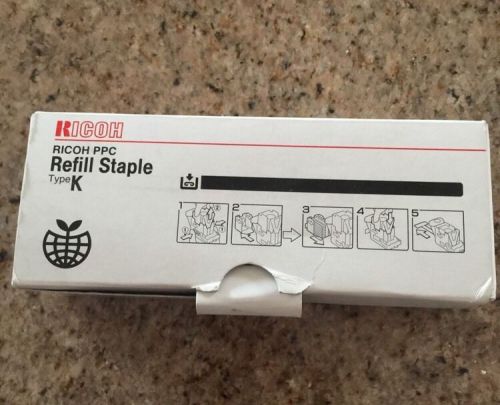 RICOH
RICOH PPC
Refill Staple
Type K
1 2 3 4 5